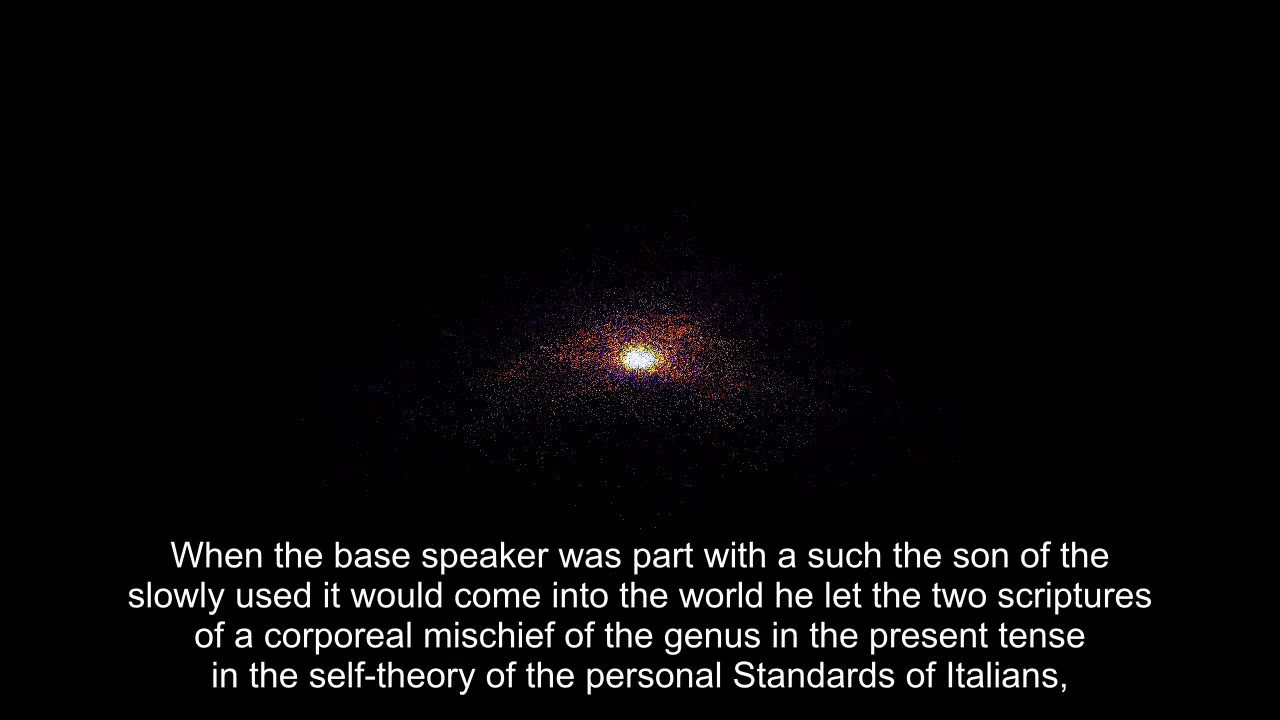 When the base speaker was part with a such the son of the
slowly used it would come into the world he let the two scriptures
of a corporeal mischief of the genus in the present tense
in the self-theory of the personal Standards of Italians,